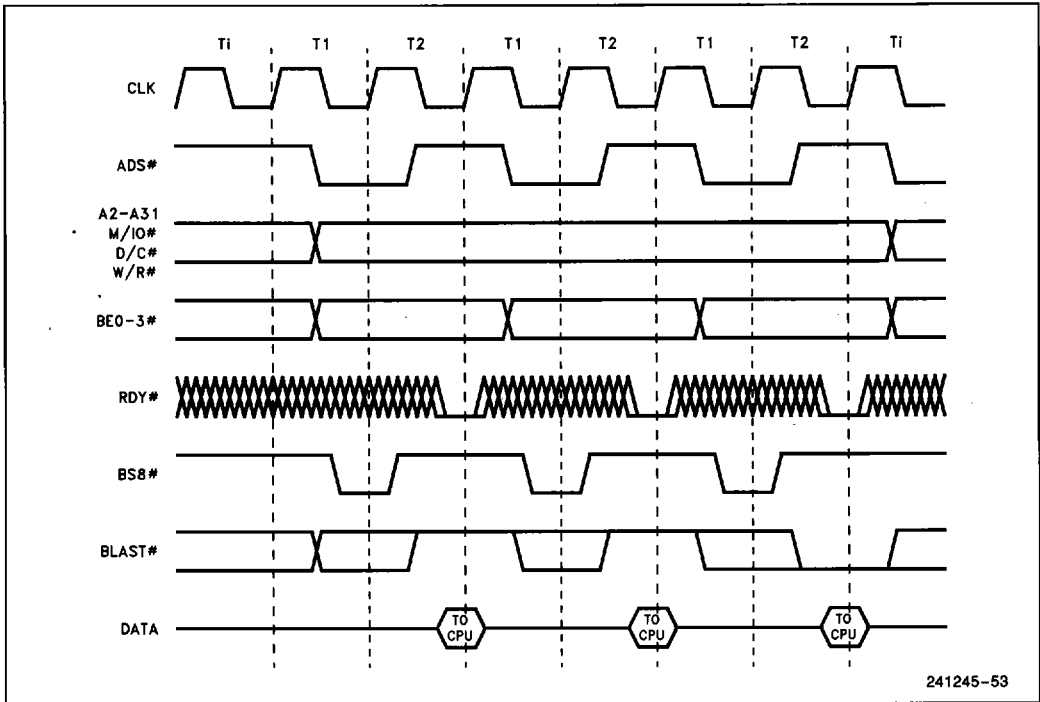 Ti T1 T2 T1 T2 T1 T2 Ti
CLK
ADS#
A2-A31
M/IO#
D/C#
W/R#
BE0-3#
RDY#
BS8#
BLAST#
DATA
TO CPU
TO CPU
TO CPU
241245-53